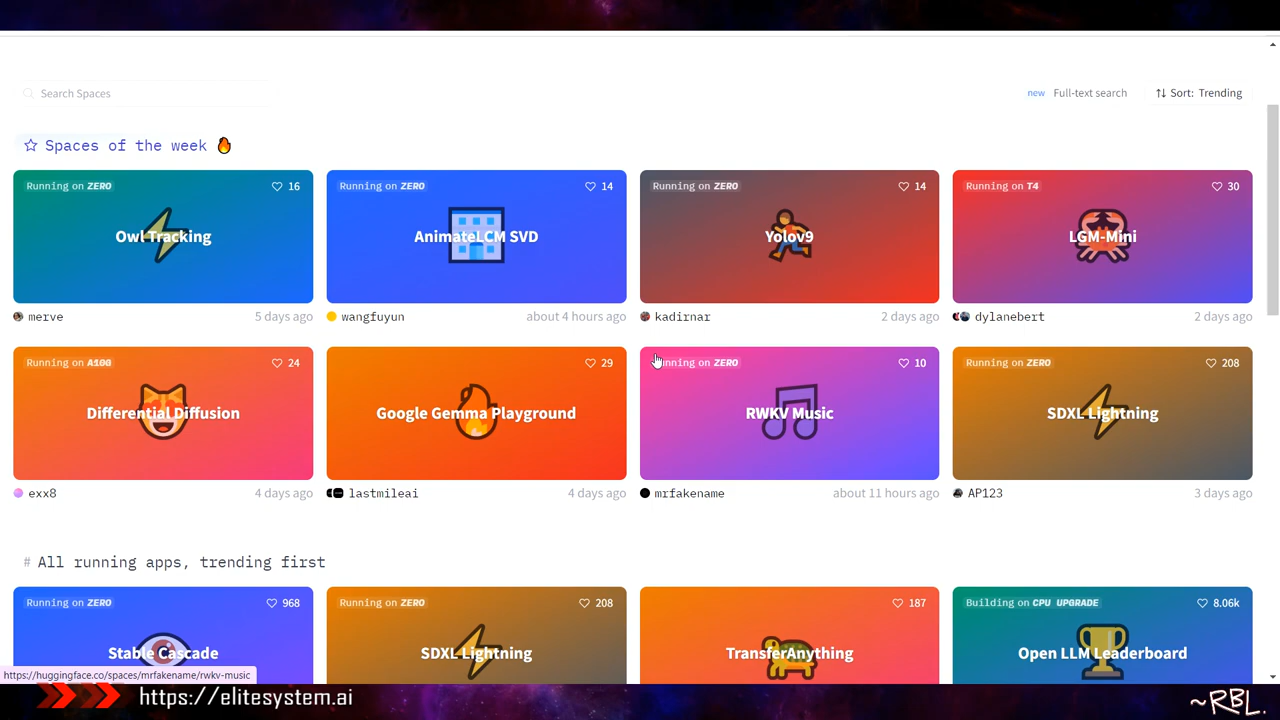 Search Spaces
new Full-text search Sort: Trending
Spaces of the week 🔥
Running on ZERO 16
Owl Tracking
merve 5 days ago
Running on ZERO 14
AnimateLCM SVD
wangfuyun about 4 hours ago
Running on ZERO 14
Yolov9
kadirnar 2 days ago
Running on T4 30
LGM-Mini
dylanebert 2 days ago
Running on A10G 24
Differential Diffusion
exx8 4 days ago
29
Google Gemma Playground
lastmileai 4 days ago
Running on ZERO 10
RWKV Music
mrfakename about 11 hours ago
Running on ZERO 208
SDXL Lightning
AP123 3 days ago
# All running apps, trending first
Running on ZERO 968
Stable Cascade
Running on ZERO 208
SDXL Lightning
187
TransferAnything
Building on CPU UPGRADE 8.06k
Open LLM Leaderboard
https://huggingface.co/spaces/mrfakename/rwkv-music
https://elitesystem.ai
~RBL.